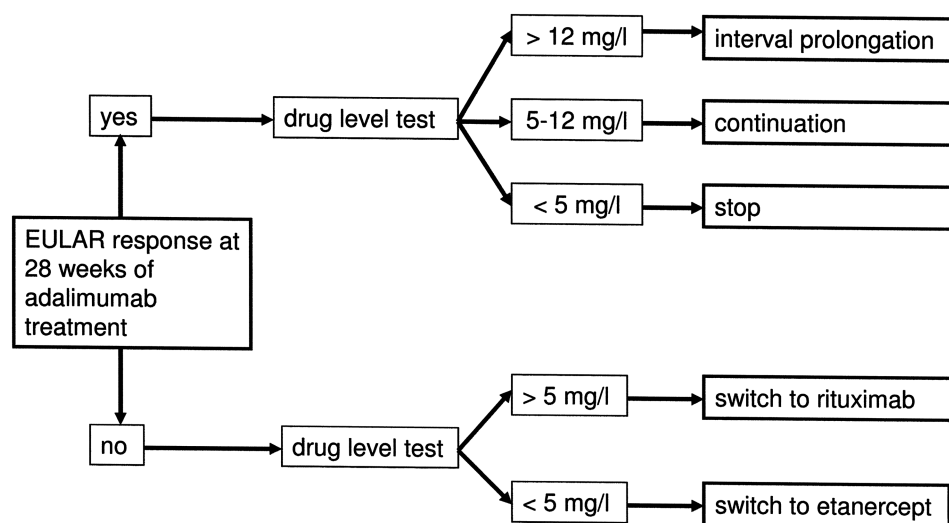 > 12 mg/l
interval prolongation
yes
drug level test
5-12 mg/l
continuation
< 5 mg/l
stop
EULAR response at
28 weeks of
adalimumab
treatment
> 5 mg/l
switch to rituximab
no
drug level test
< 5 mg/l
switch to etanercept